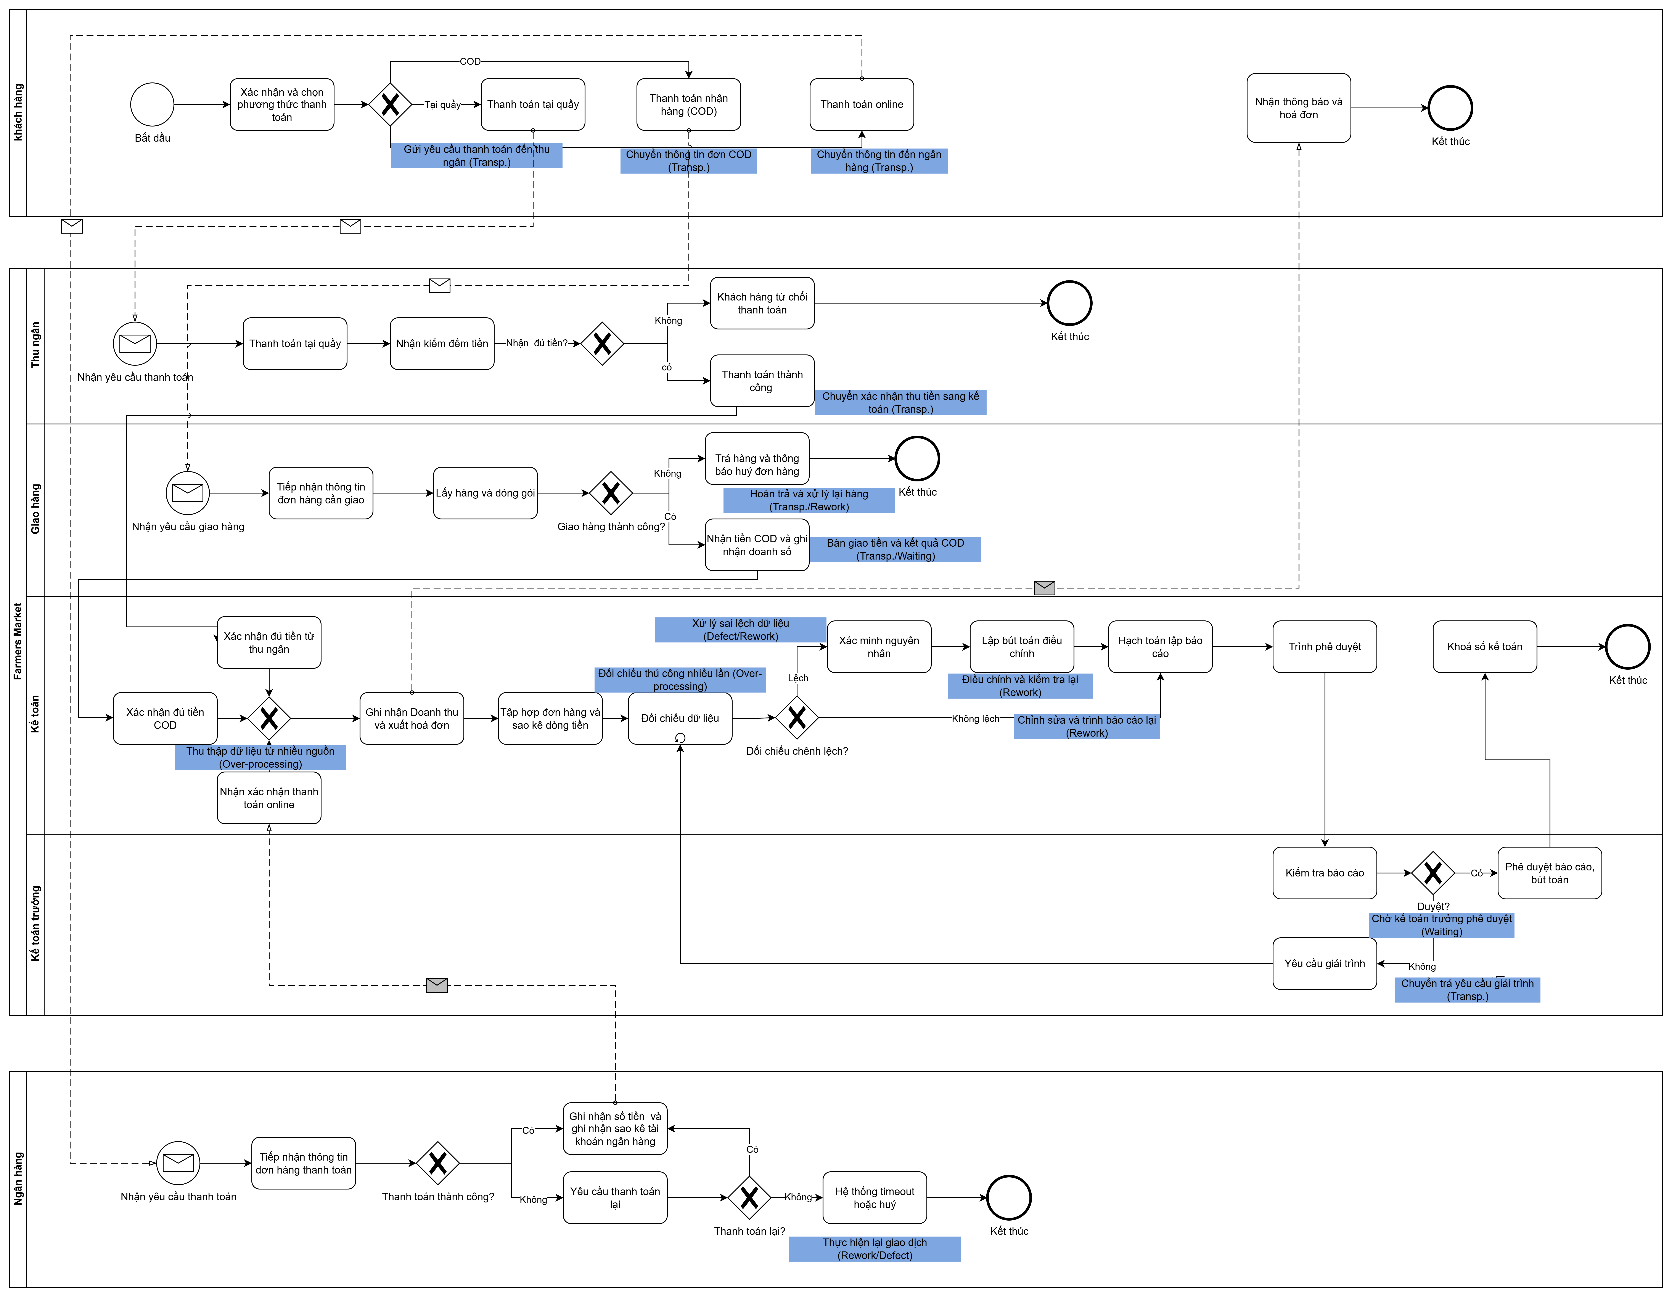 khách hàng
Bắt đầu
Xác nhận và chọn
phương thức thanh
toán
COD
Tại quầy
Thanh toán tại quầy
Thanh toán nhận
hàng (COD)
Thanh toán online
Gửi yêu cầu thanh toán đến thu
ngân (Transp.)
Chuyển thông tin đơn COD
(Transp.)
Chuyển thông tin đến ngân
hàng (Transp.)
Nhận thông báo và
hoá đơn
Kết thúc
Farmers Market
Thu ngân
Nhận yêu cầu thanh toán
Thanh toán tại quầy
Nhận kiểm đếm tiền
Nhận đủ tiền?
Không
có
Khách hàng từ chối
thanh toán
Thanh toán thành
công
Chuyển xác nhận thu tiền sang kế
toán (Transp.)
Kết thúc
Giao hàng
Nhận yêu cầu giao hàng
Tiếp nhận thông tin
đơn hàng cần giao
Lấy hàng và đóng gói
Giao hàng thành công?
Không
Có
Trả hàng và thông
báo huỷ đơn hàng
Hoàn trả và xử lý lại hàng
(Transp./Rework)
Kết thúc
Nhận tiền COD và ghi
nhận doanh số
Bàn giao tiền và kết quả COD
(Transp./Waiting)
Kế toán
Xác nhận đủ tiền từ
thu ngân
Xác nhận đủ tiền
COD
Thu thập dữ liệu từ nhiều nguồn
(Over-processing)
Nhận xác nhận thanh
toán online
Ghi nhận Doanh thu
và xuất hoá đơn
Tập hợp đơn hàng và
sao kê dòng tiền
Đối chiếu thủ công nhiều lần (Over-
processing)
Đối chiếu dữ liệu
Đối chiếu chênh lệch?
Lệch
Không lệch
Xử lý sai lệch dữ liệu
(Defect/Rework)
Xác minh nguyên
nhân
Lập bút toán điều
chỉnh
Điều chỉnh và kiểm tra lại
(Rework)
Chỉnh sửa và trình báo cáo lại
(Rework)
Hạch toán lập báo
cáo
Trình phê duyệt
Khoá sổ kế toán
Kết thúc
Kế toán trưởng
Kiểm tra báo cáo
Duyệt?
Có
Phê duyệt báo cáo,
bút toán
Chờ kế toán trưởng phê duyệt
(Waiting)
Không
Yêu cầu giải trình
Chuyển trả yêu cầu giải trình
(Transp.)
Ngân hàng
Nhận yêu cầu thanh toán
Tiếp nhận thông tin
đơn hàng thanh toán
Thanh toán thành công?
Có
Không
Ghi nhận số tiền và
ghi nhận sao kê tài
khoản ngân hàng
Yêu cầu thanh toán
lại
Có
Không
Thanh toán lại?
Hệ thống timeout
hoặc huỷ
Thực hiện lại giao dịch
(Rework/Defect)
Kết thúc